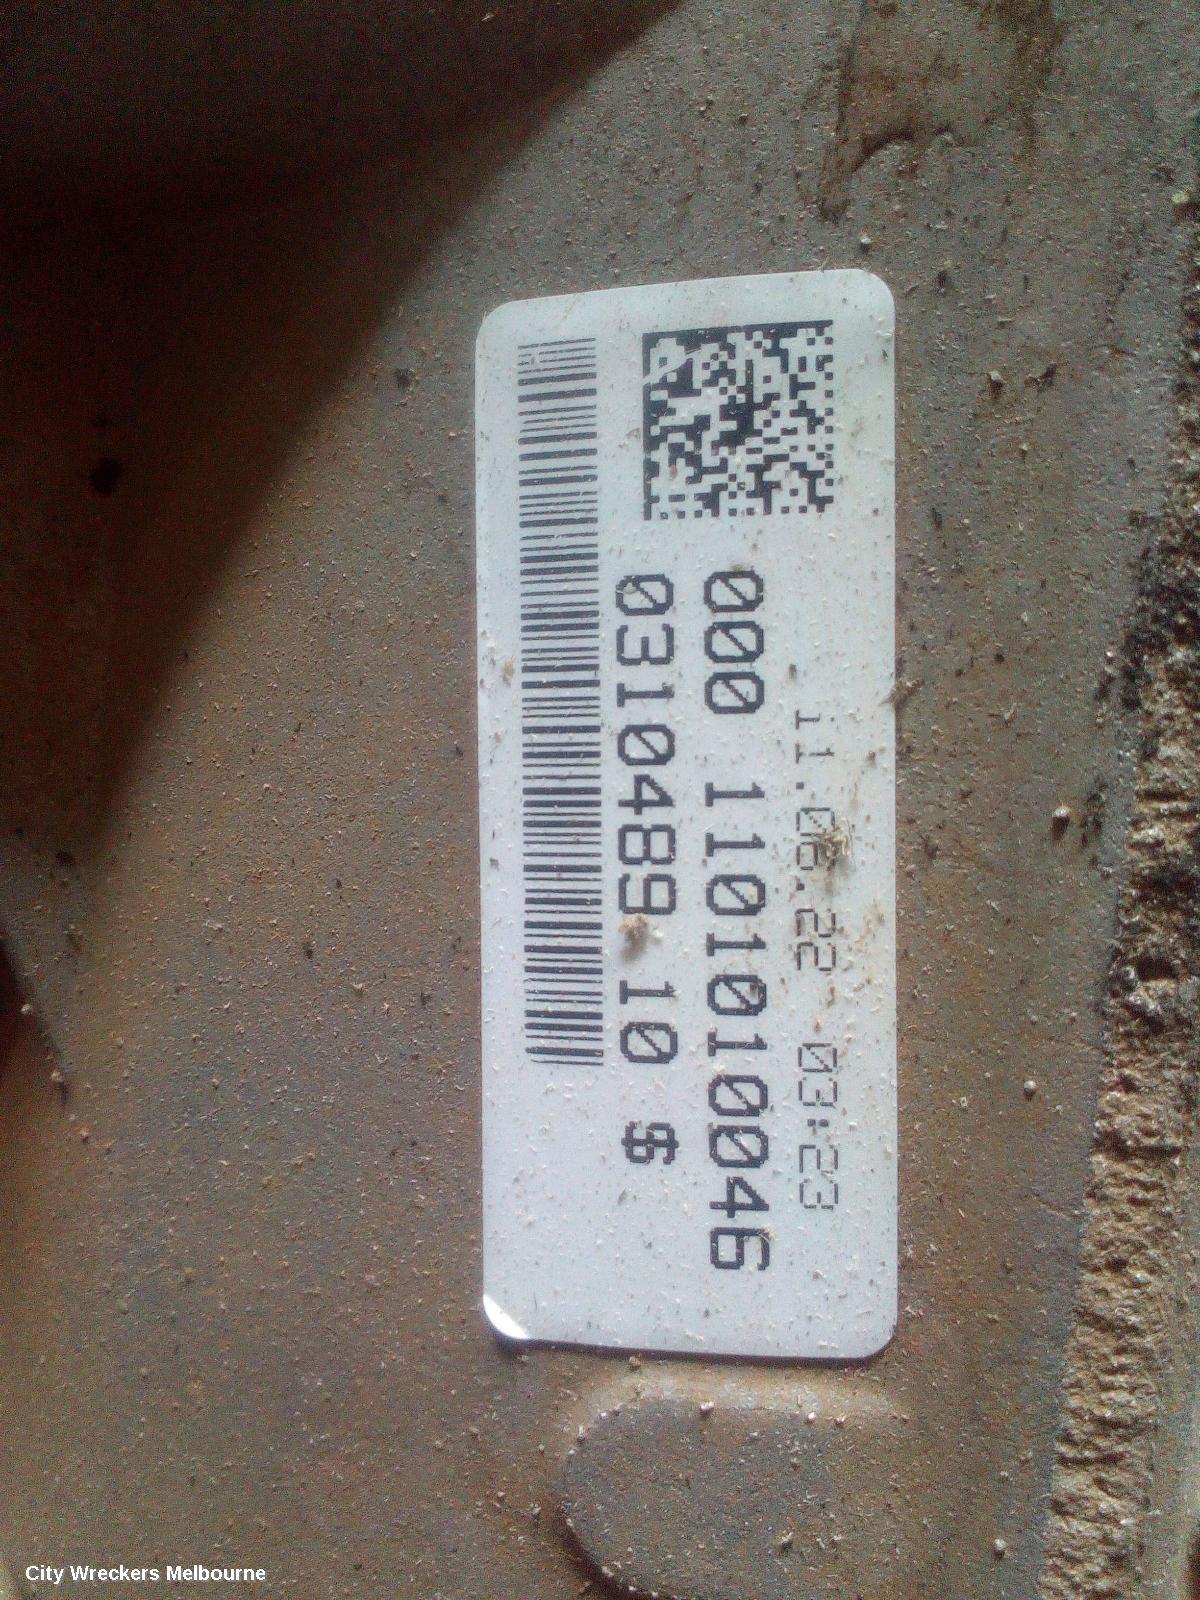 11.06.22 03:23
000 1101010046
0310489 10 $
City Wreckers Melbourne